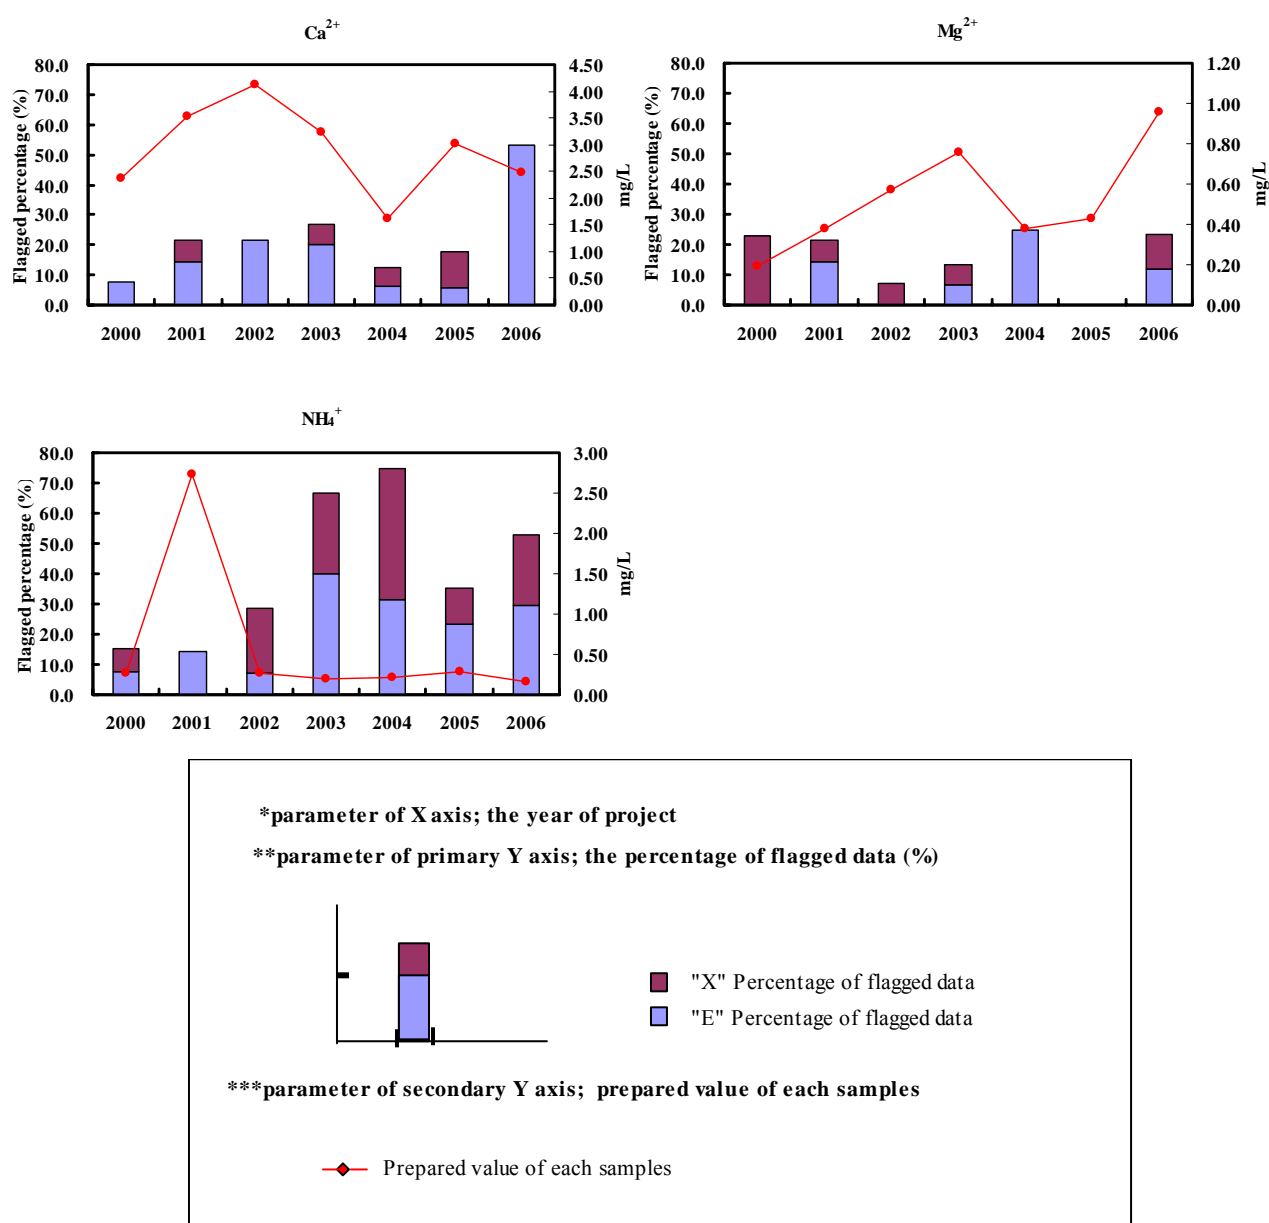 Ca2+
80.0
70.0
60.0
50.0
40.0
30.0
20.0
10.0
0.0
Flagged percentage (%)
4.50
4.00
3.50
3.00
2.50
2.00
1.50
1.00
0.50
0.00
mg/L
2000 2001 2002 2003 2004 2005 2006
Mg2+
80.0
70.0
60.0
50.0
40.0
30.0
20.0
10.0
0.0
Flagged percentage (%)
1.20
1.00
0.80
0.60
0.40
0.20
0.00
mg/L
2000 2001 2002 2003 2004 2005 2006
NH4+
80.0
70.0
60.0
50.0
40.0
30.0
20.0
10.0
0.0
Flagged percentage (%)
3.00
2.50
2.00
1.50
1.00
0.50
0.00
mg/L
2000 2001 2002 2003 2004 2005 2006
*parameter of X axis; the year of project
**parameter of primary Y axis; the percentage of flagged data (%)
"X" Percentage of flagged data
"E" Percentage of flagged data
***parameter of secondary Y axis; prepared value of each samples
Prepared value of each samples